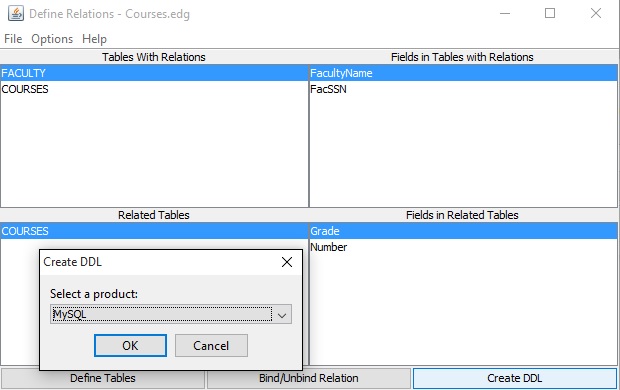 Define Relations - Courses.edg
File Options Help
Tables With Relations Fields in Tables with Relations
FACULTY FacultyName
COURSES FacSSN
Related Tables Fields in Related Tables
COURSES Grade
Number
Create DDL
Select a product:
MySQL
OK Cancel
Define Tables Bind/Unbind Relation Create DDL